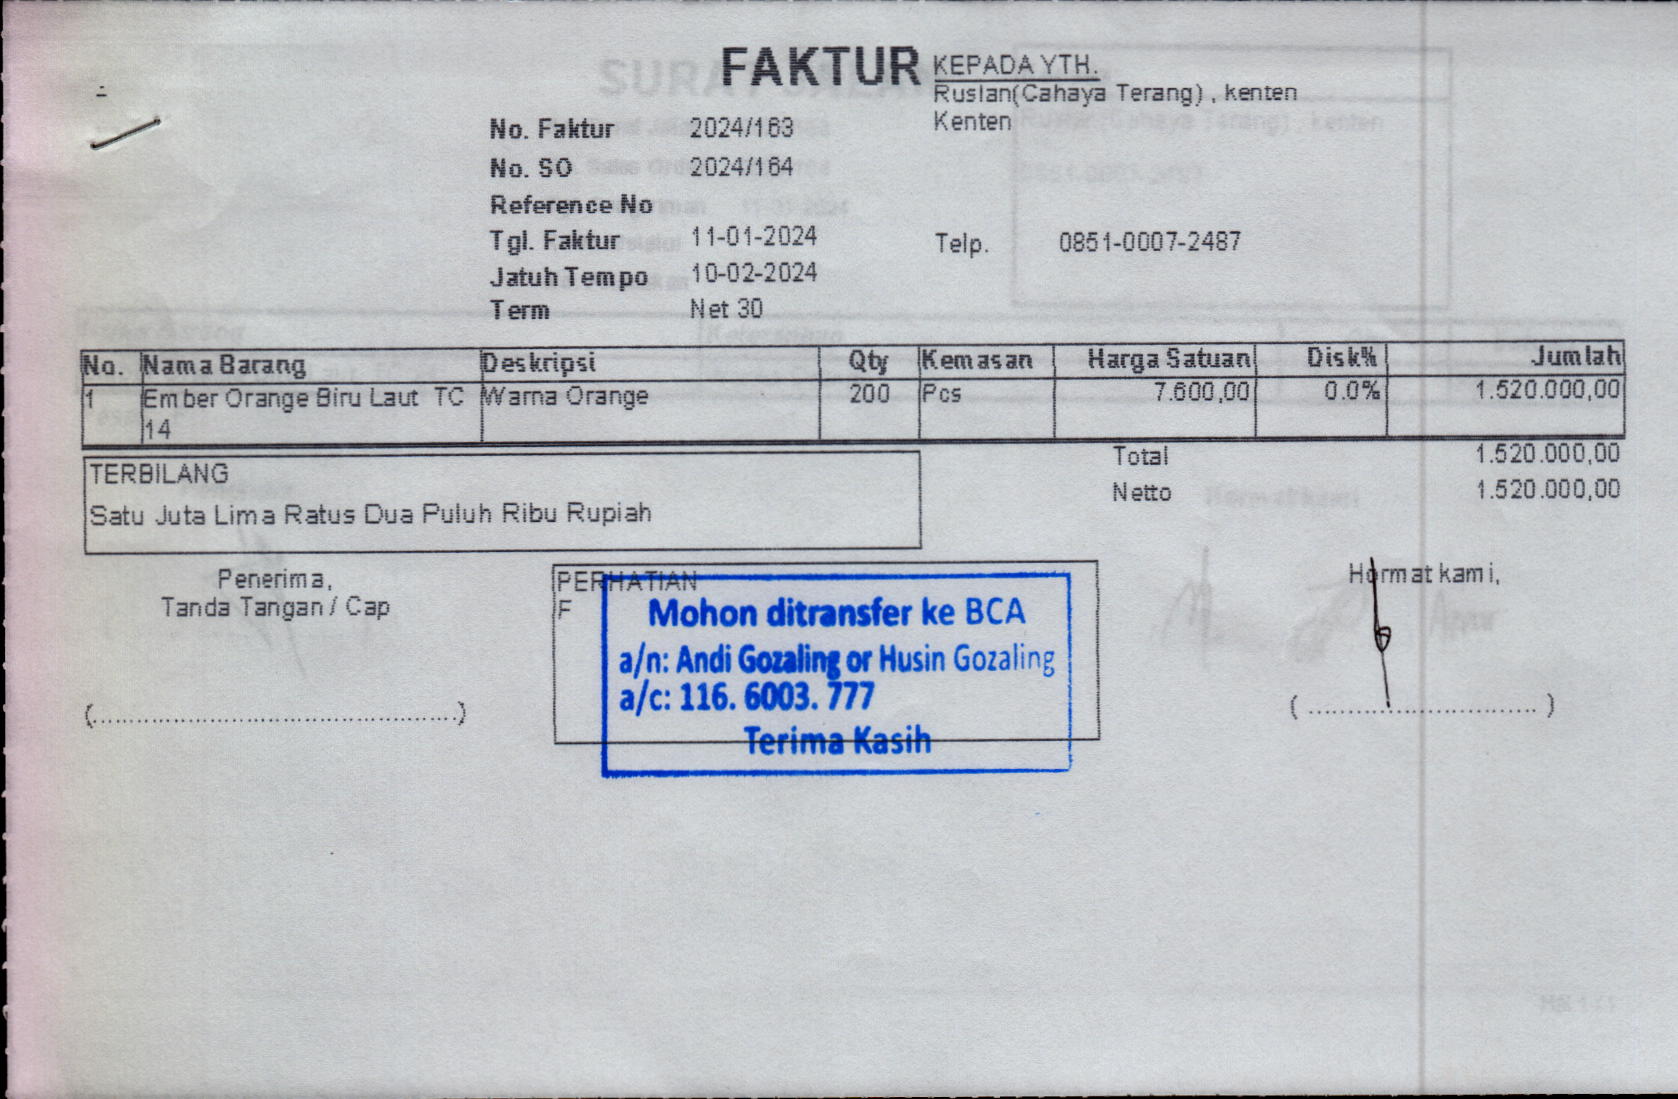 FAKTUR
KEPADA YTH.
Ruslan(Cahaya Terang) , kenten
Kenten
No. Faktur 2024/163
No. SO 2024/164
Reference No
Tgl. Faktur 11-01-2024
Telp. 0851-0007-2487
Jatuh Tempo 10-02-2024
Term Net 30
No. Nama Barang Deskripsi Qty Kemasan Harga Satuan Disk% Jumlah
1 Ember Orange Biru Laut TC Warna Orange 200 Pcs 7.600,00 0.0% 1.520.000,00
14
Total 1.520.000,00
TERBILANG
Netto 1.520.000,00
Satu Juta Lima Ratus Dua Puluh Ribu Rupiah
Penerima,
Tanda Tangan / Cap
PERHATIAN
F
Mohon ditransfer ke BCA
a/n: Andi Gozaling or Husin Gozaling
a/c: 116. 6003. 777
Terima Kasih
Hormat kami,
(................................................)
( .............................. )